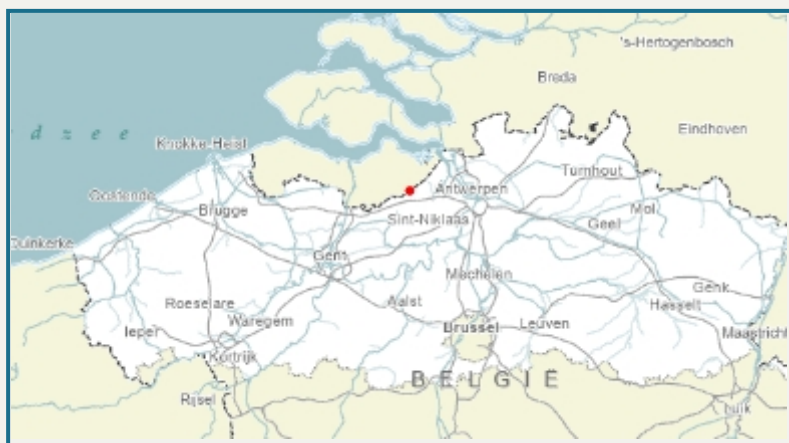 's-Hertogenbosch
Breda
Eindhoven
d z e e
Knokke-Heist
Turnhout
Antwerpen
Oostende
Brugge
Sint-Niklaas
Geel
Mol
Duinkerke
Gent
Mechelen
Genk
Roeselare
Aalst
Hasselt
Ieper
Waregem
Brussel
Leuven
Maastricht
Kortrijk
BELGIË
Rijsel
Luik